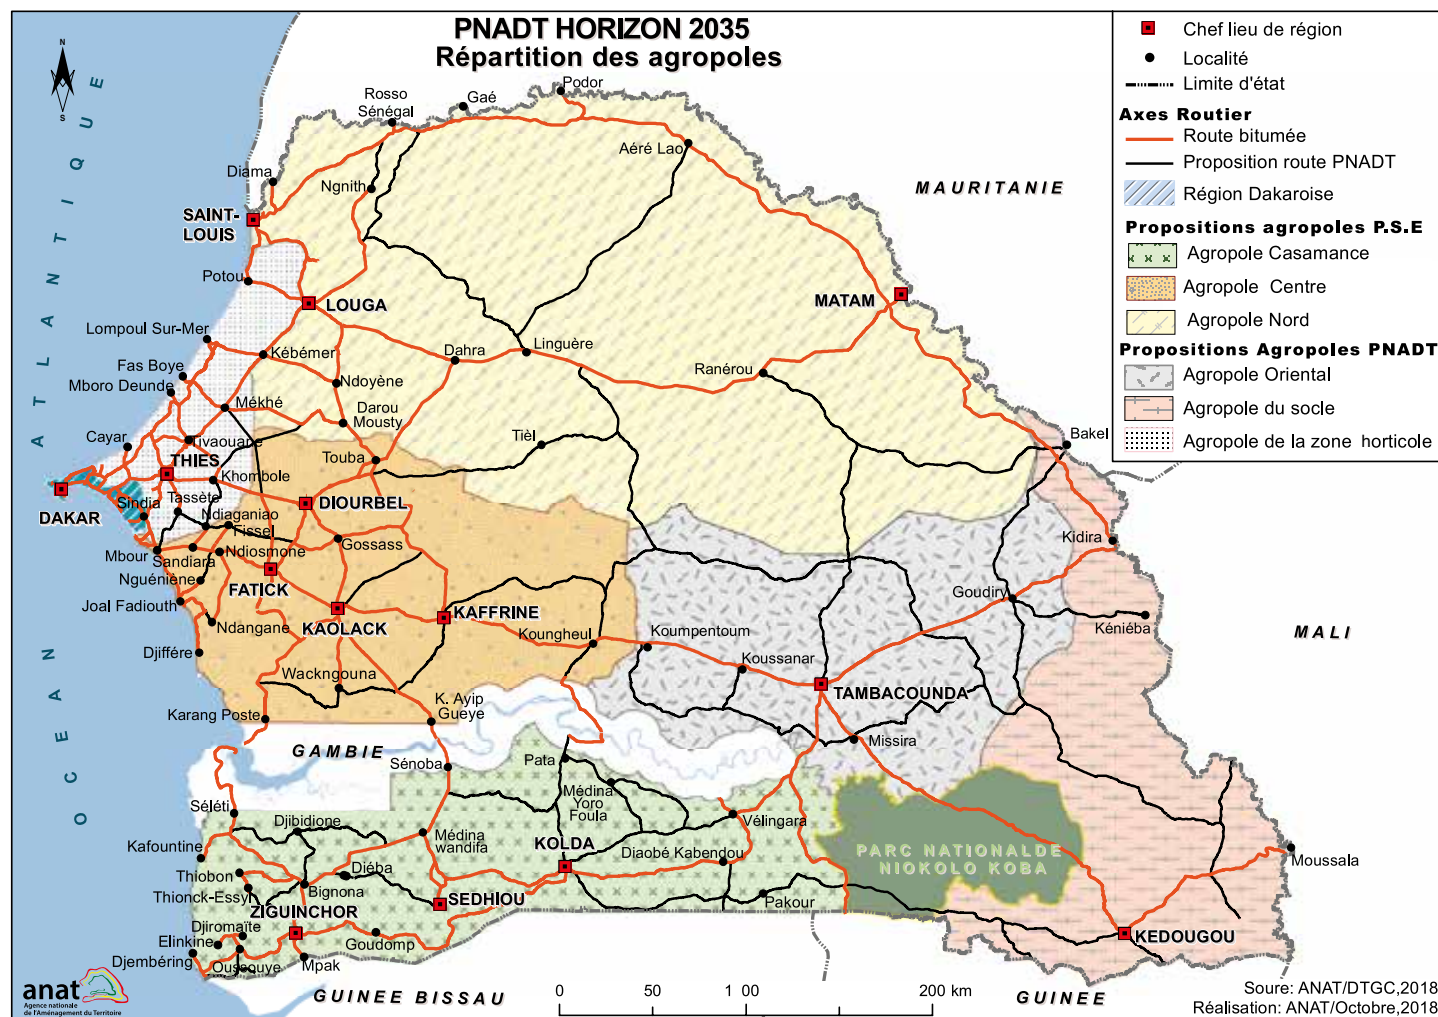 PNADT HORIZON 2035
Répartition des agropoles
N
S
Chef lieu de région
Localité
Limite d'état
Axes Routier
Route bitumée
Proposition route PNADT
Région Dakaroise
Propositions agropoles P.S.E
Agropole Casamance
Agropole Centre
Agropole Nord
Propositions Agropoles PNADT
Agropole Oriental
Agropole du socle
Agropole de la zone horticole
OCEAN ATLANTIQUE
MAURITANIE
MALI
GAMBIE
GUINEE BISSAU
GUINEE
Podor
Gaé
Rosso
Sénégal
Aéré Lao
Diama
Ngnith
SAINT-
LOUIS
Potou
LOUGA
MATAM
Lompoul Sur-Mer
Kébémer
Dahra
Linguère
Fas Boye
Mboro Deunde
Ndoyène
Ranérou
Mékhé
Darou
Mousty
Cayar
Tivaouane
Tièl
Bakel
Touba
THIES
Khombole
DAKAR
Sindia
Tassète
DIOURBEL
Ndiaganiao
Fissel
Gossass
Kidira
Mbour
Sandiara
Ndiosmone
Nguéniene
FATICK
Goudiry
Joal Fadiouth
Ndangane
KAOLACK
KAFFRINE
Koungheul
Koumpentoum
Kéniéba
Djiffére
Koussanar
Wackngouna
TAMBACOUNDA
K. Ayip
Gueye
Karang Poste
Missira
Sénoba
Pata
Médina
Yoro
Foula
Séléti
Djibidione
Médina
wandifa
Vélingara
KOLDA
Diaobé Kabendou
PARC NATIONALDE
NIOKOLO KOBA
Moussala
Kafountine
Thiobon
Diéba
Bignona
Thionck-Essyl
SEDHIOU
Pakour
ZIGUINCHOR
Djiromaïte
Elinkine
Goudomp
KEDOUGOU
Djembéring
Oussouye
Mpak
anat
Agence nationale
de l'Aménagement du Territoire
0 50 1 00 200 km
Soure: ANAT/DTGC,2018
Réalisation: ANAT/Octobre,2018